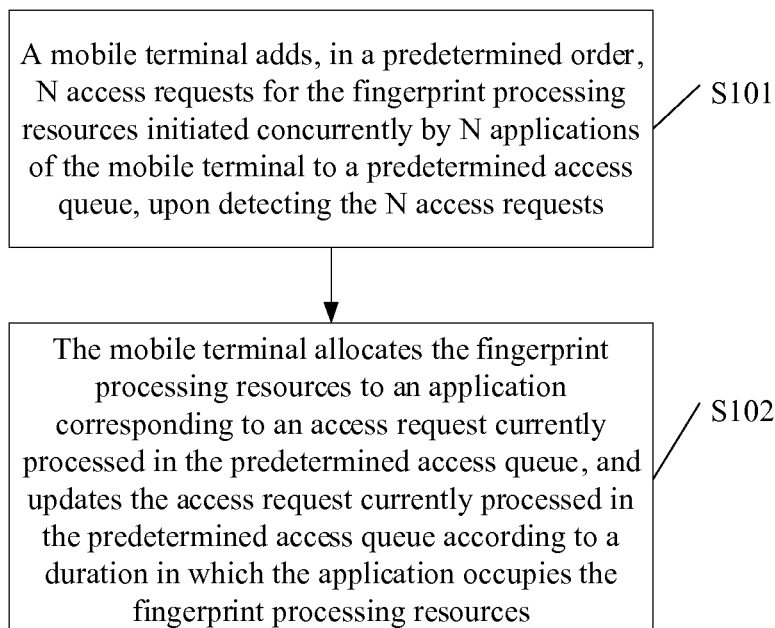 A mobile terminal adds, in a predetermined order,
N access requests for the fingerprint processing
resources initiated concurrently by N applications
of the mobile terminal to a predetermined access
queue, upon detecting the N access requests
S101
The mobile terminal allocates the fingerprint
processing resources to an application
corresponding to an access request currently
processed in the predetermined access queue, and
updates the access request currently processed in
the predetermined access queue according to a
duration in which the application occupies the
fingerprint processing resources
S102